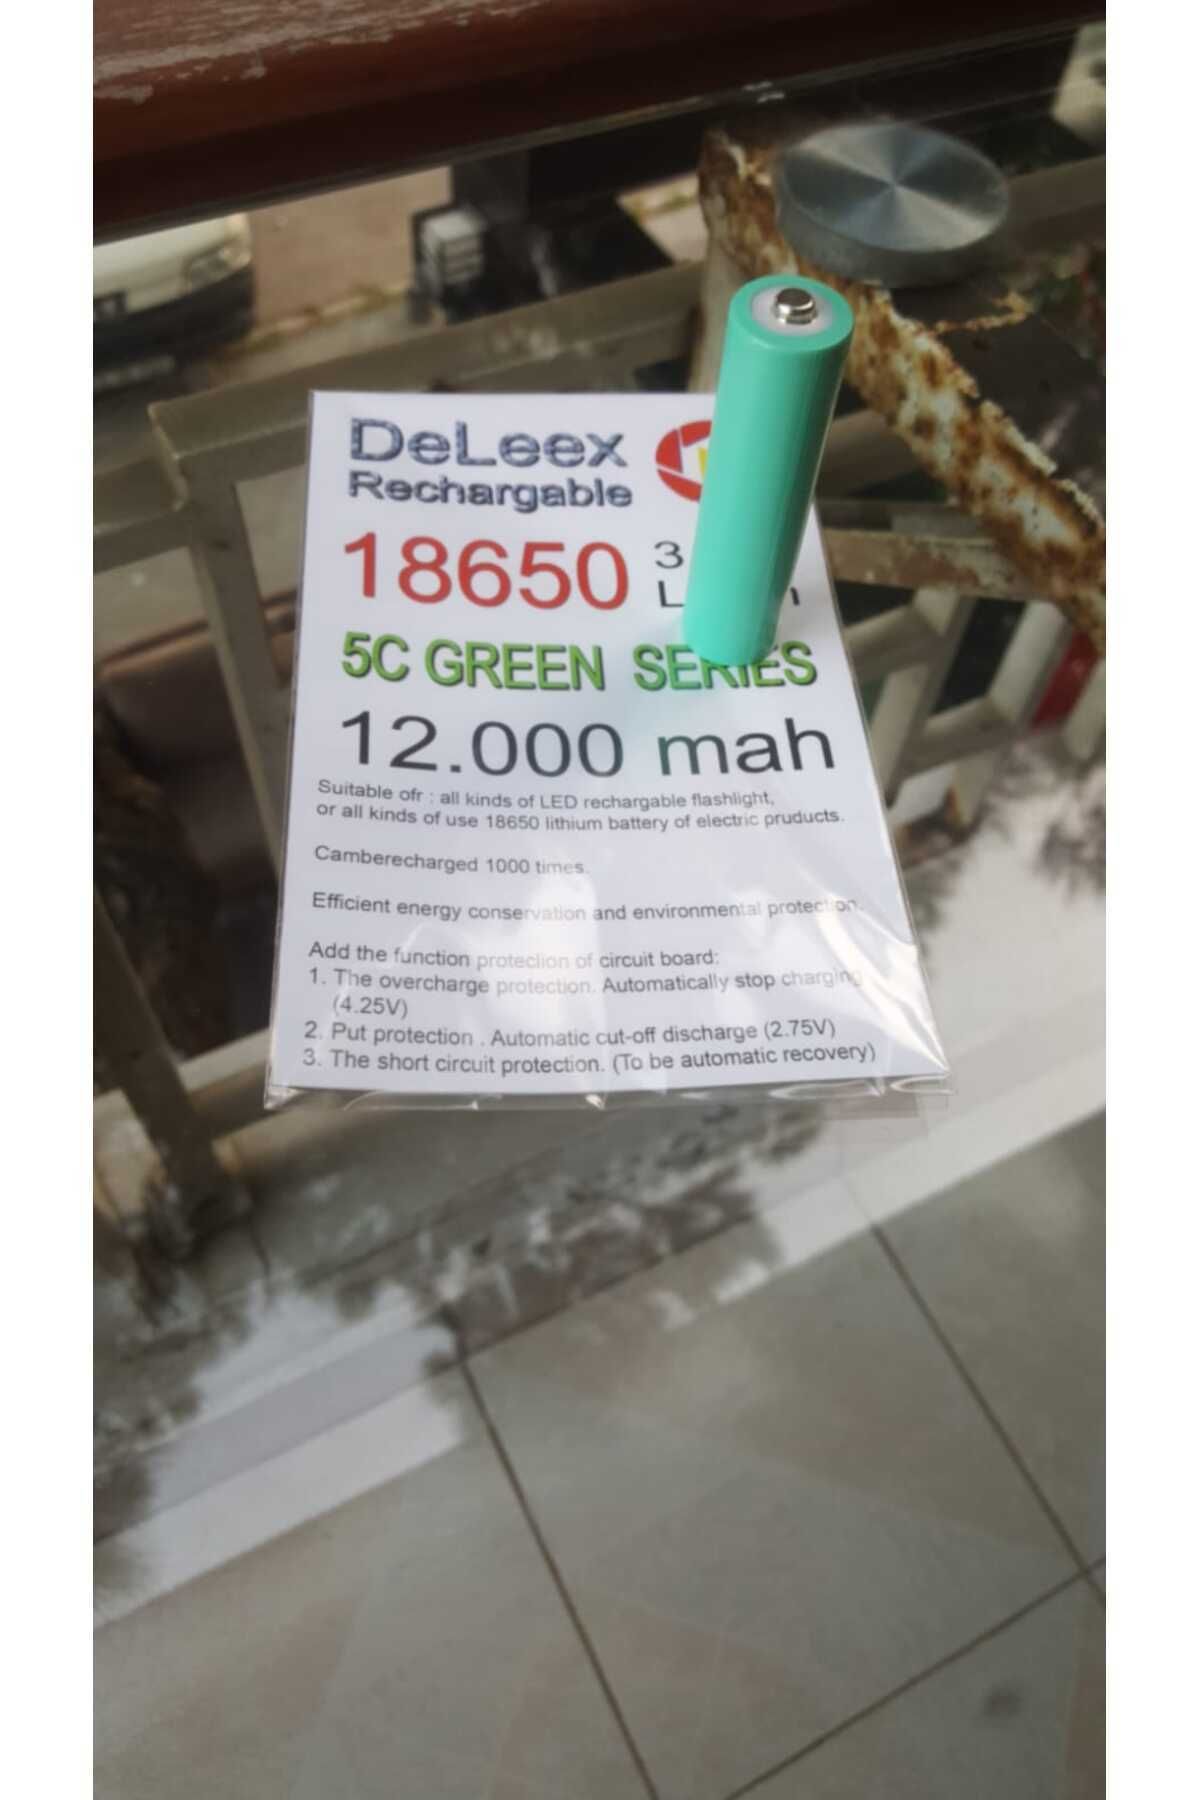 DeLeex
Rechargable
18650 3
L
5C GREEN SERIES
12.000 mah
Suitable ofr : all kinds of LED rechargable flashlight,
or all kinds of use 18650 lithium battery of electric pruducts.
Camberecharged 1000 times.
Efficient energy conservation and environmental protection.
Add the function proteclion of circuit board:
1. The overcharge protection. Automatically stop charging
(4.25V)
2. Put protection . Automatic cut-off discharge (2.75V)
3. The short circuit protection. (To be automatic recovery)